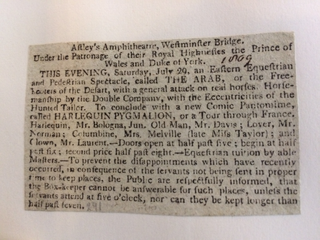 Astley's Amphitheatre, Westminster Bridge.
Under the Patronage of their Royal Highnesses the Prince of
Wales and Duke of York.
THIS EVENING, Saturday, July 29, an Eastern Equestrian
and Pedestrian Spectacle, called THE ARAB, or the Free-
booters of the Desart, with a general attack on real horses. Horse-
manship by the Double Company, with the Eccentricities of the
Hunted Tailor. To conclude with a new Comic Pantomime,
called HARLEQUIN PYGMALION, or a Tour through France.
Harlequin, Mr. Bologna, Jun. Old Man, Mr. Davis; Lover, Mr.
Norman; Columbine, Mrs. Melville (late Miss Taylor); and
Clown, Mr. Laurent.—Doors open at half past five; begin at half
past six; second price half past eight.—Equestrian tuition by able
Masters.—To prevent the disappointments which have recently
occurred, in consequence of the servants not being sent in proper
time to keep places, the Public are respectfully informed, that
the Box-keeper cannot be answerable for such places, unless the
servants attend at five o'clock, nor can they be kept longer than
half past seven.